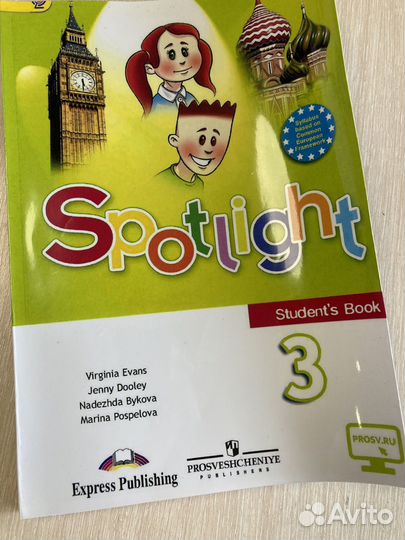 Syllabus
based on
Common
European
Framework
Spotlight
Student's Book
3
Virginia Evans
Jenny Dooley
Nadezhda Bykova
Marina Pospelova
PROSV.RU
Express Publishing
PROSVESHCHENIYE
PUBLISHERS
Avito